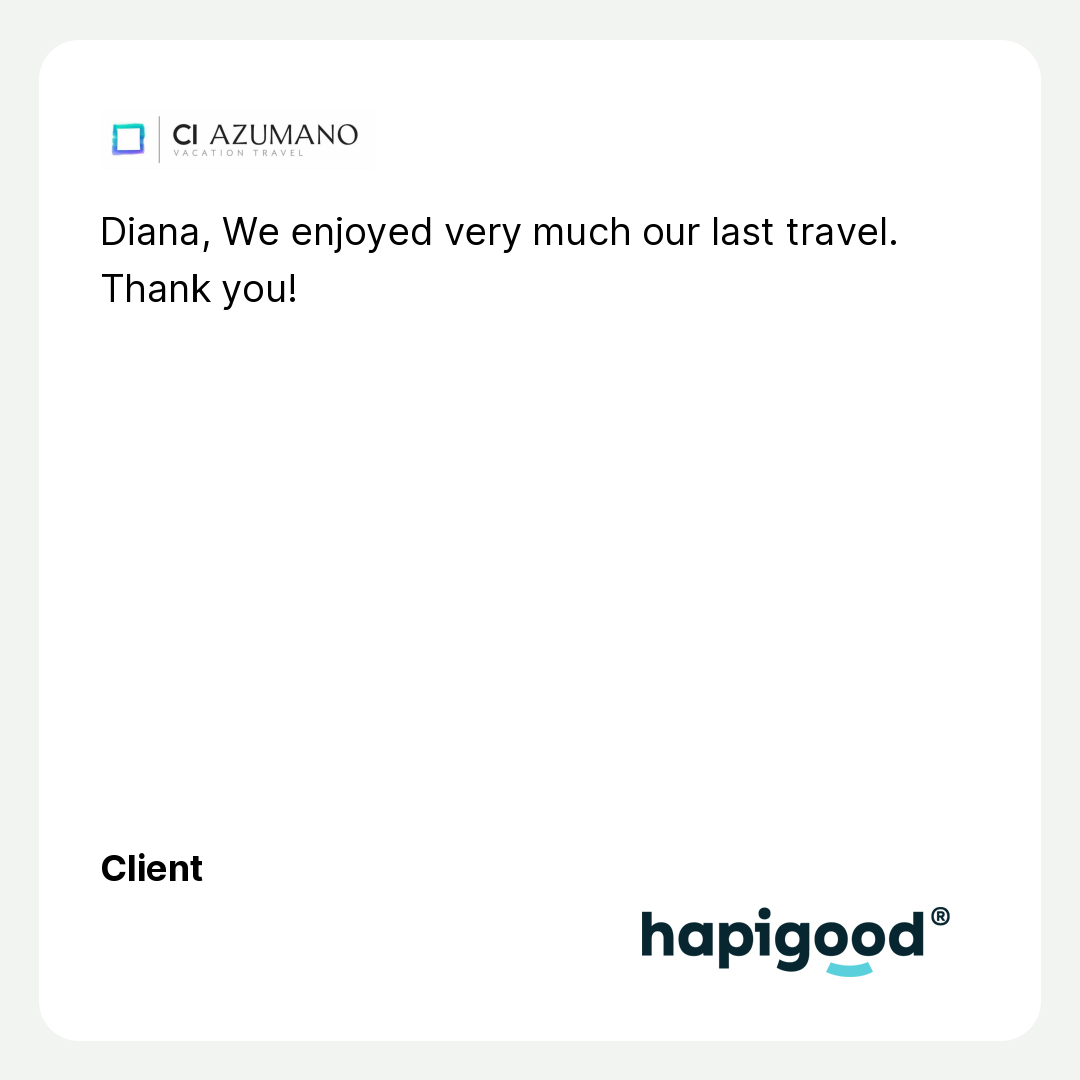 CI AZUMANO
VACATION TRAVEL
Diana, We enjoyed very much our last travel.
Thank you!
Client
hapigood®